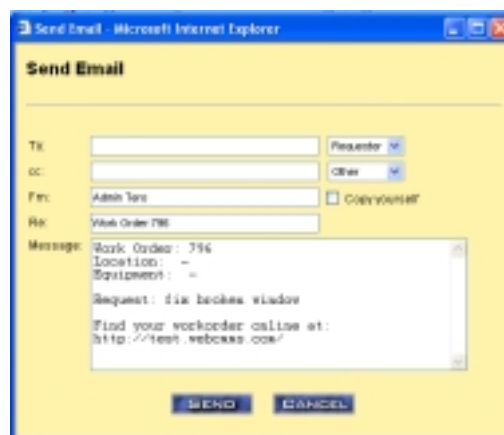 Send Email - Microsoft Internet Explorer
Send Email
To:
Requester
cc:
Other
Fm:
Admin Tero
Copy yourself
Re:
Work Order 796
Message:
Work Order: 796
Location: -
Equipment: -
Request: fix broken window
Find your workorder online at:
http://test.webcmms.com/
SEND
CANCEL